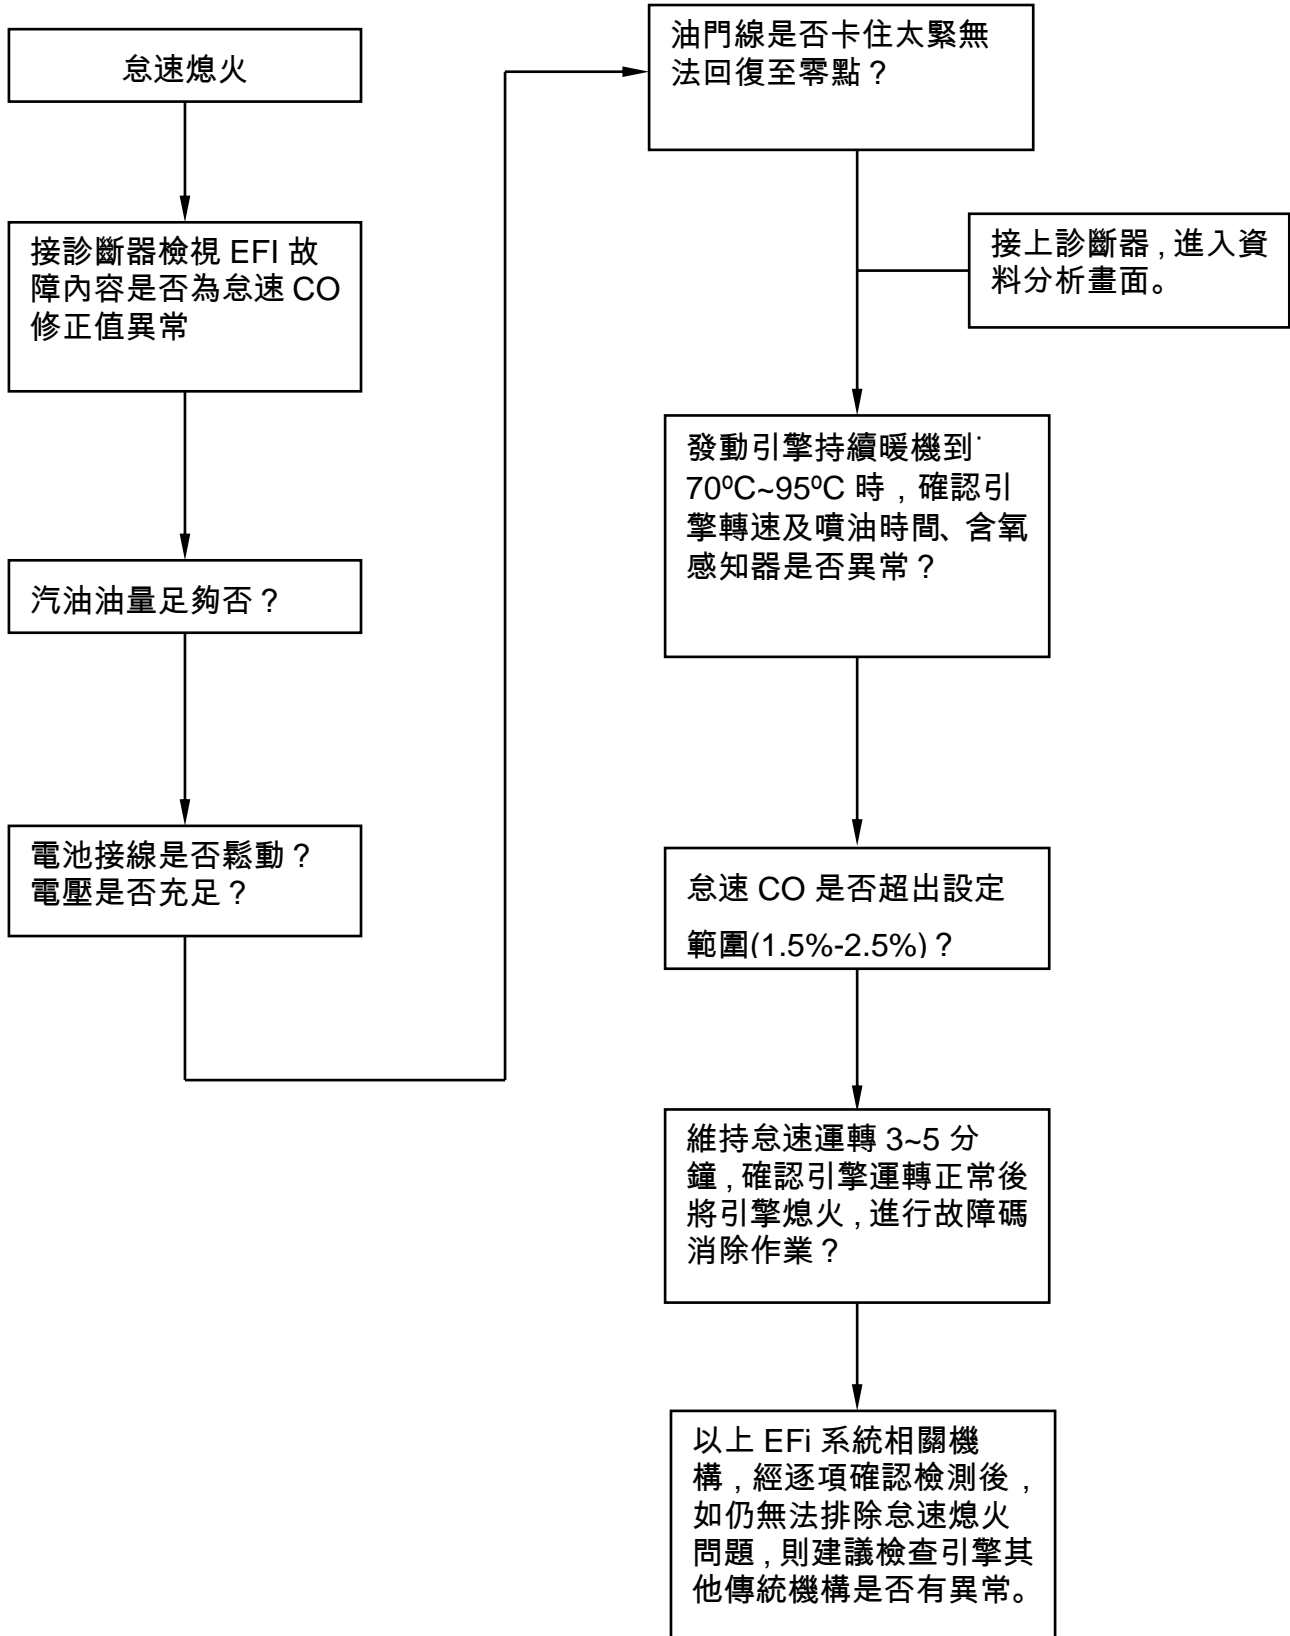 怠速熄火
接診斷器檢視 EFI 故
障內容是否為怠速 CO
修正值異常
汽油油量足夠否？
電池接線是否鬆動？
電壓是否充足？
油門線是否卡住太緊無
法回復至零點？
接上診斷器，進入資
料分析畫面。
發動引擎持續暖機到˙
70ºC~95ºC 時，確認引
擎轉速及噴油時間、含氧
感知器是否異常？
怠速 CO 是否超出設定
範圍(1.5%-2.5%)？
維持怠速運轉 3~5 分
鐘，確認引擎運轉正常後
將引擎熄火，進行故障碼
消除作業？
以上 EFi 系統相關機
構，經逐項確認檢測後，
如仍無法排除怠速熄火
問題，則建議檢查引擎其
他傳統機構是否有異常。